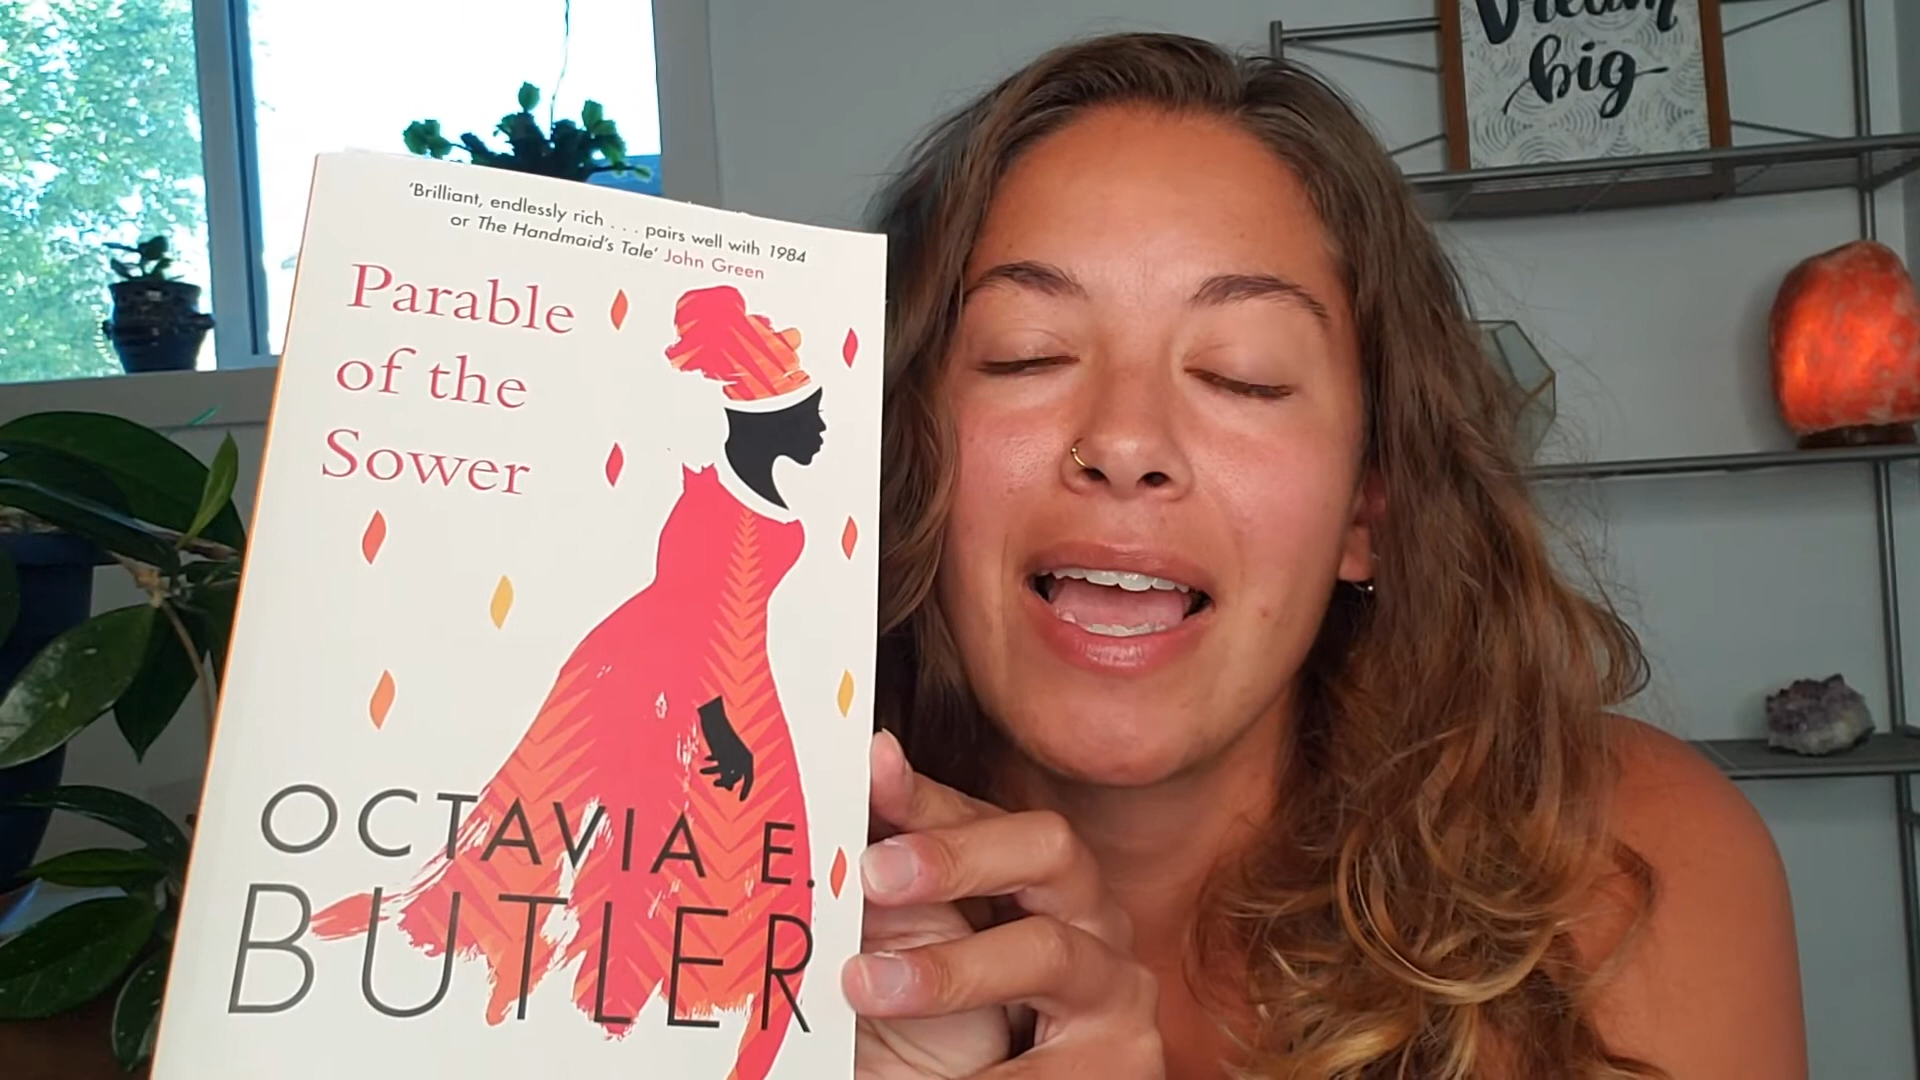 'Brilliant, endlessly rich . . . pairs well with 1984
or The Handmaid's Tale' John Green
Parable
of the
Sower
OCTAVIA E.
BUTLER
Dream
big